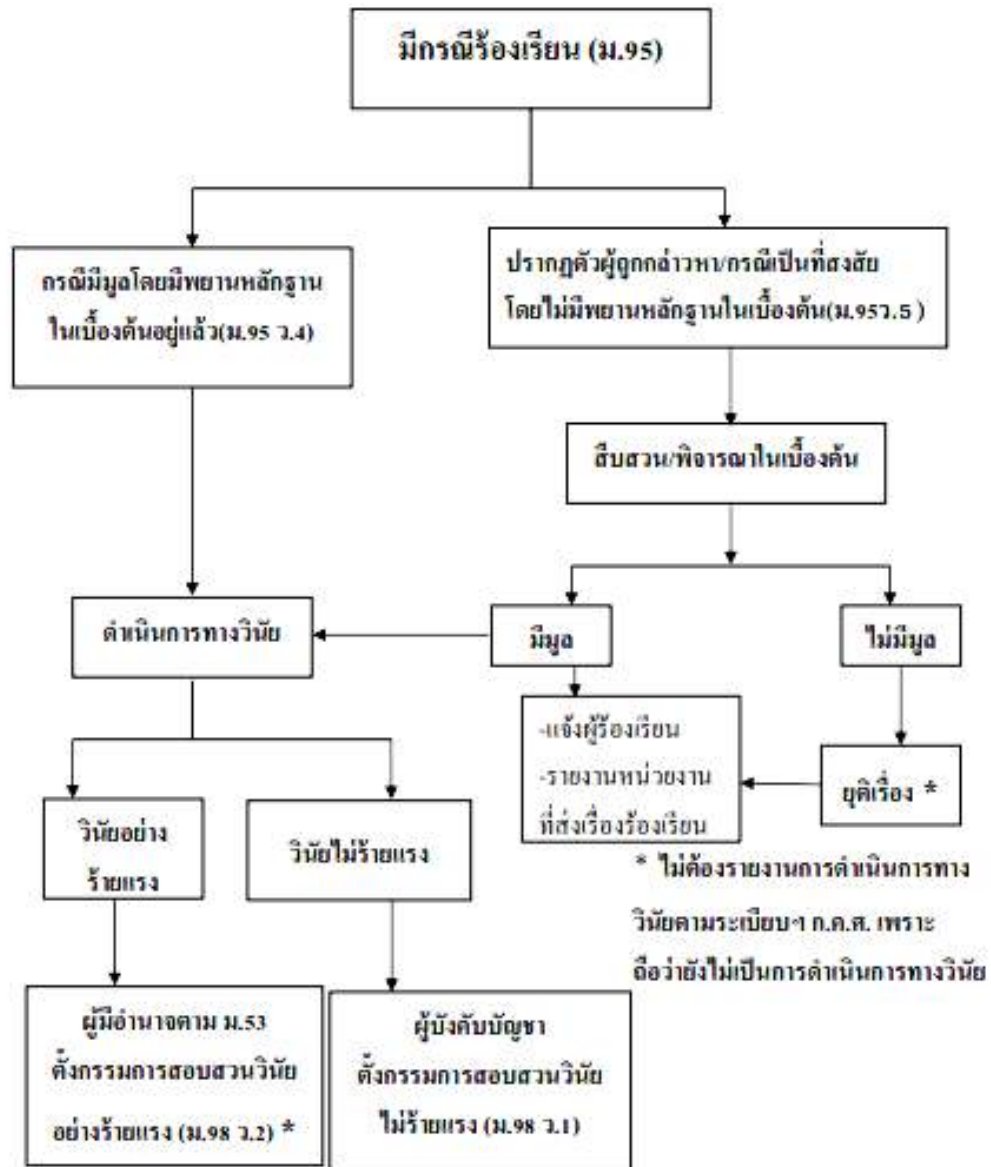 มีกรณีร้องเรียน (ม.95)
กรณีมีมูลโดยมีพยานหลักฐาน
ในเบื้องต้นอยู่แล้ว(ม.95 ว.4)
ปรากฏตัวผู้ถูกกล่าวหา/กรณีเป็นที่สงสัย
โดยไม่มีพยานหลักฐานในเบื้องต้น(ม.95ว.5 )
สืบสวน/พิจารณาในเบื้องต้น
ดำเนินการทางวินัย
มีมูล
ไม่มีมูล
-แจ้งผู้ร้องเรียน
-รายงานหน่วยงาน
ที่ส่งเรื่องร้องเรียน
ยุติเรื่อง *
วินัยอย่าง
ร้ายแรง
วินัยไม่ร้ายแรง
* ไม่ต้องรายงานการดำเนินการทาง
วินัยตามระเบียบฯ ก.ค.ศ. เพราะ
ถือว่ายังไม่เป็นการดำเนินการทางวินัย
ผู้มีอำนาจตาม ม.53
ตั้งกรรมการสอบสวนวินัย
อย่างร้ายแรง (ม.98 ว.2) *
ผู้บังคับบัญชา
ตั้งกรรมการสอบสวนวินัย
ไม่ร้ายแรง (ม.98 ว.1)